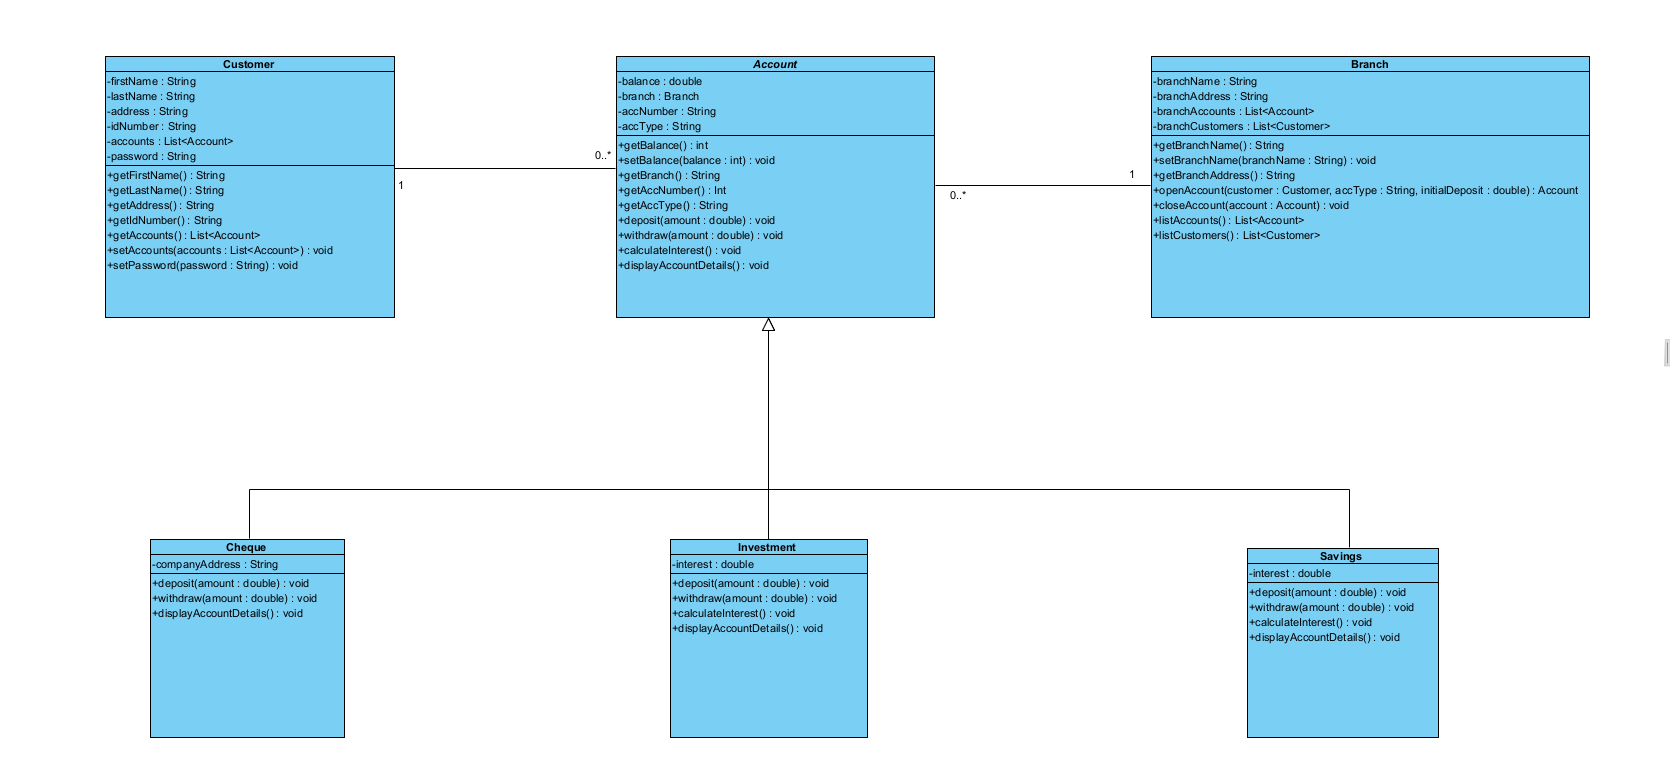 Customer
-firstName : String
-lastName : String
-address : String
-idNumber : String
-accounts : List<Account>
-password : String
+getFirstName() : String
+getLastName() : String
+getAddress() : String
+getIdNumber() : String
+getAccounts() : List<Account>
+setAccounts(accounts : List<Account>) : void
+setPassword(password : String) : void
1
0..*
Account
-balance : double
-branch : Branch
-accNumber : String
-accType : String
+getBalance() : int
+setBalance(balance : int) : void
+getBranch() : String
+getAccNumber() : Int
+getAccType() : String
+deposit(amount : double) : void
+withdraw(amount : double) : void
+calculateInterest() : void
+displayAccountDetails() : void
0..*
1
Branch
-branchName : String
-branchAddress : String
-branchAccounts : List<Account>
-branchCustomers : List<Customer>
+getBranchName() : String
+setBranchName(branchName : String) : void
+getBranchAddress() : String
+openAccount(customer : Customer, accType : String, initialDeposit : double) : Account
+closeAccount(account : Account) : void
+listAccounts() : List<Account>
+listCustomers() : List<Customer>
Cheque
-companyAddress : String
+deposit(amount : double) : void
+withdraw(amount : double) : void
+displayAccountDetails() : void
Investment
-interest : double
+deposit(amount : double) : void
+withdraw(amount : double) : void
+calculateInterest() : void
+displayAccountDetails() : void
Savings
-interest : double
+deposit(amount : double) : void
+withdraw(amount : double) : void
+calculateInterest() : void
+displayAccountDetails() : void